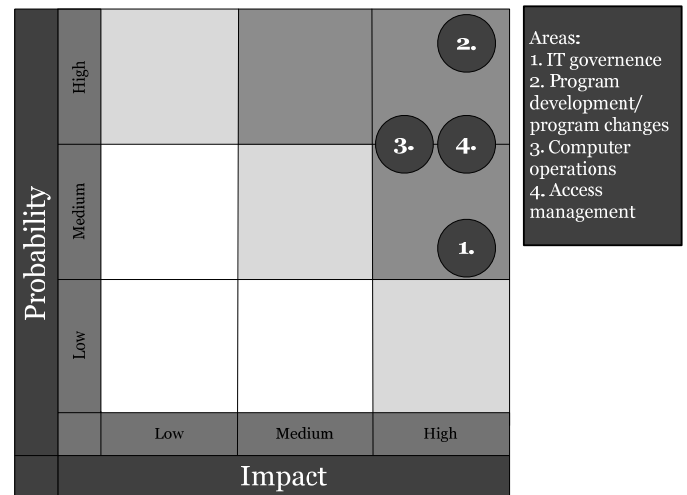 Probability
High
Medium
Low
2.
3.
4.
1.
Low
Medium
High
Impact
Areas:
1. IT governence
2. Program
development/
program changes
3. Computer
operations
4. Access
management